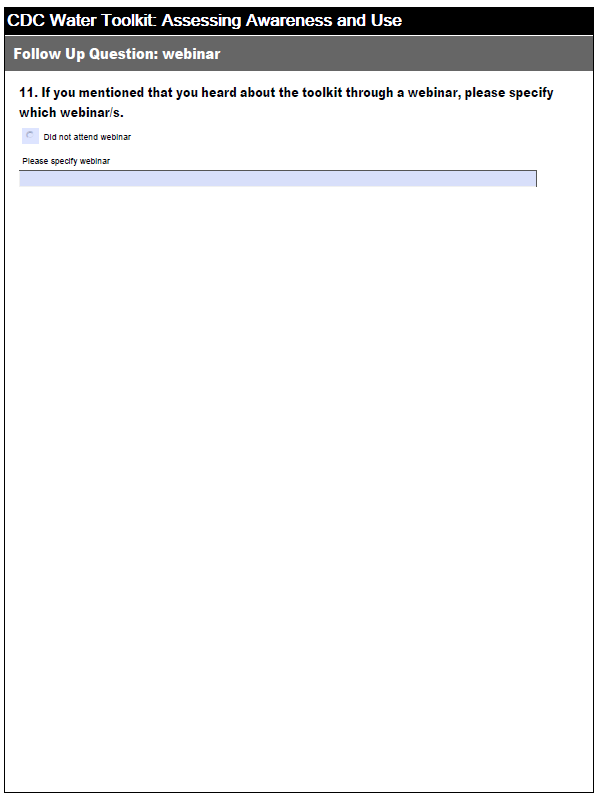 CDC Water Toolkit: Assessing Awareness and Use
Follow Up Question: webinar
11. If you mentioned that you heard about the toolkit through a webinar, please specify
which webinar/s.
Did not attend webinar
Please specify webinar